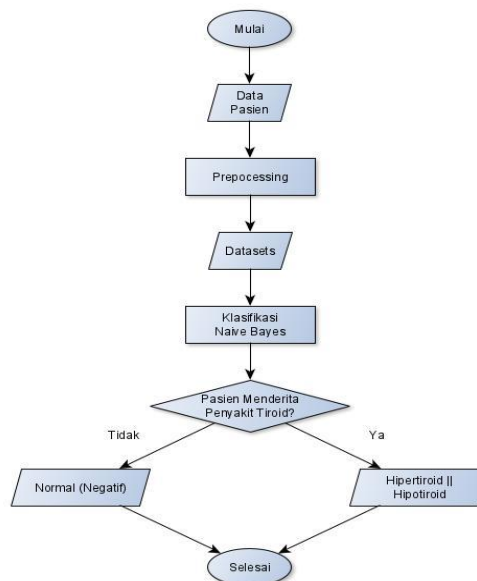 Mulai
Data
Pasien
Prepocessing
Datasets
Klasifikasi
Naive Bayes
Pasien Menderita
Penyakit Tiroid?
Tidak
Ya
Normal (Negatif)
Hipertiroid ||
Hipotiroid
Selesai